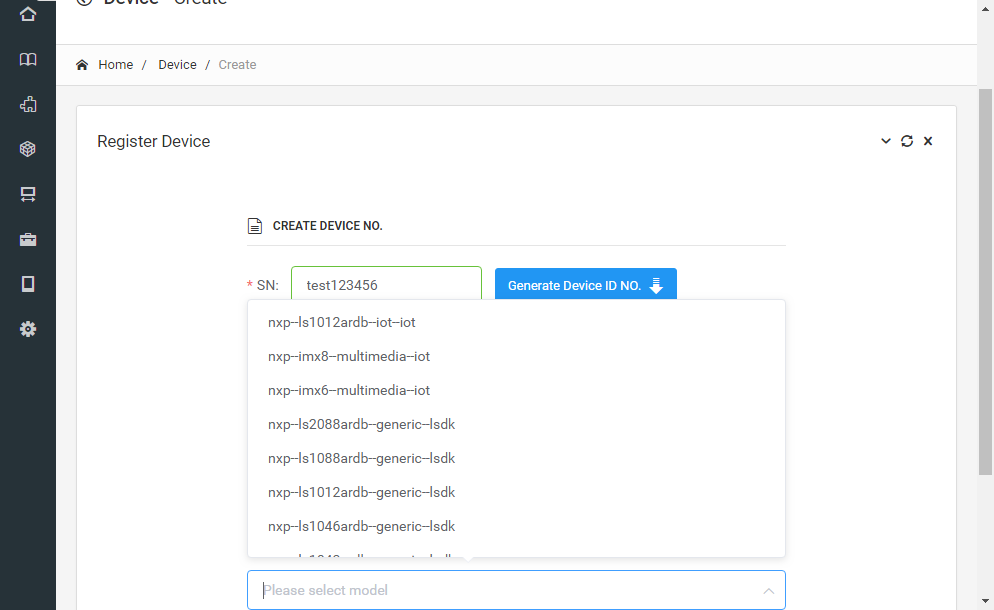 Device Create
Home / Device / Create
Register Device
CREATE DEVICE NO.
* SN: test123456 Generate Device ID NO.
nxp--ls1012ardb--iot--iot
nxp--imx8--multimedia--iot
nxp--imx6--multimedia--iot
nxp--ls2088ardb--generic--lsdk
nxp--ls1088ardb--generic--lsdk
nxp--ls1012ardb--generic--lsdk
nxp--ls1046ardb--generic--lsdk
Please select model